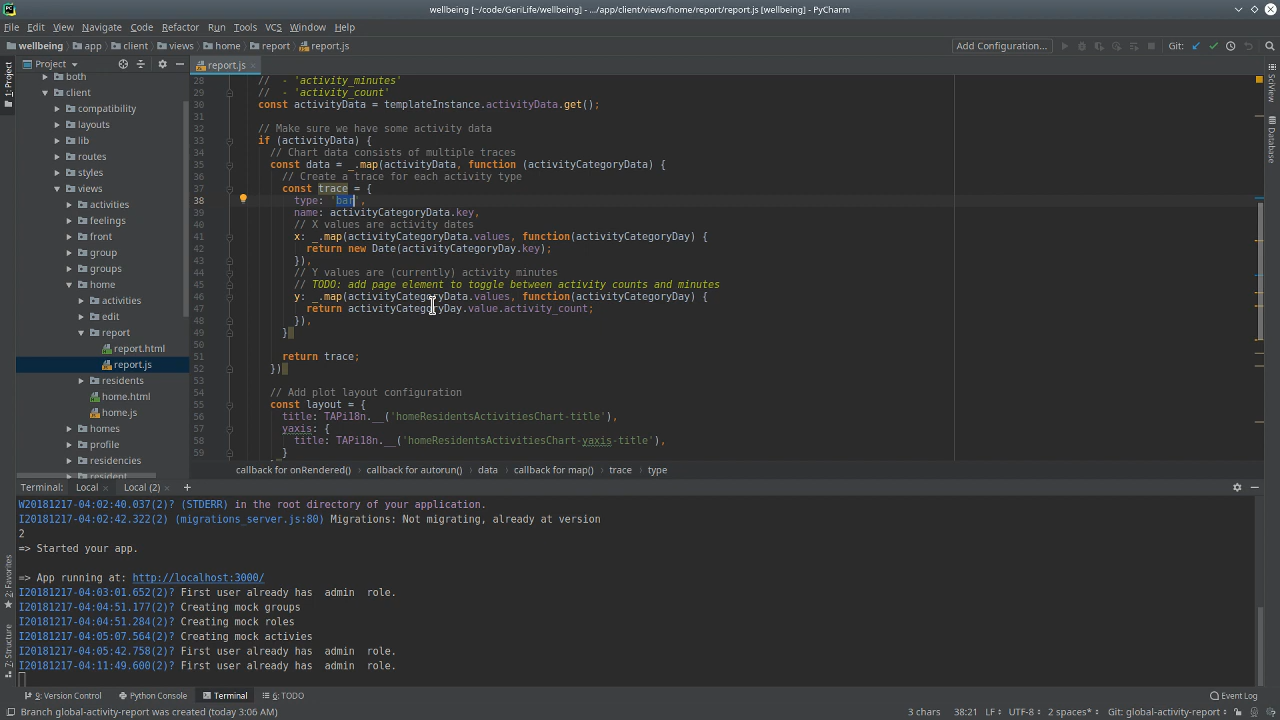 wellbeing [~/code/GeriLife/wellbeing] - .../app/client/views/home/report/report.js [wellbeing] - PyCharm
File Edit View Navigate Code Refactor Run Tools VCS Window Help
wellbeing app client views home report report.js Add Configuration... Git:
Project report.js
both
client
compatibility
layouts
lib
routes
styles
views
activities
feelings
front
group
groups
home
activities
edit
report
report.html
report.js
residents
home.html
home.js
homes
profile
residencies
resident
28 // - 'activity_minutes'
29 // - 'activity_count'
30 const activityData = templateInstance.activityData.get();
31
32 // Make sure we have some activity data
33 if (activityData) {
34 // Chart data consists of multiple traces
35 const data = _.map(activityData, function (activityCategoryData) {
36 // Create a trace for each activity type
37 const trace = {
38 type: 'bar',
39 name: activityCategoryData.key,
40 // X values are activity dates
41 x: _.map(activityCategoryData.values, function(activityCategoryDay) {
42 return new Date(activityCategoryDay.key);
43 }),
44 // Y values are (currently) activity minutes
45 // TODO: add page element to toggle between activity counts and minutes
46 y: _.map(activityCategoryData.values, function(activityCategoryDay) {
47 return activityCategoryDay.value.activity_count;
48 }),
49 }
50
51 return trace;
52 })
53
54 // Add plot layout configuration
55 const layout = {
56 title: TAPi18n.__('homeResidentsActivitiesChart-title'),
57 yaxis: {
58 title: TAPi18n.__('homeResidentsActivitiesChart-yaxis-title'),
59 }
callback for onRendered() callback for autorun() data callback for map() trace type
1: Project
2: Favorites
7: Structure
SciView
Database
Terminal: Local Local (2) +
W20181217-04:02:40.037(2)? (STDERR) in the root directory of your application.
I20181217-04:02:42.322(2) (migrations_server.js:80) Migrations: Not migrating, already at version
2
=> Started your app.
=> App running at: http://localhost:3000/
I20181217-04:03:01.652(2)? First user already has admin role.
I20181217-04:04:51.177(2)? Creating mock groups
I20181217-04:04:51.284(2)? Creating mock roles
I20181217-04:05:07.564(2)? Creating mock activies
I20181217-04:05:42.758(2)? First user already has admin role.
I20181217-04:11:49.600(2)? First user already has admin role.
9: Version Control Python Console Terminal 6: TODO Event Log
Branch global-activity-report was created (today 3:06 AM) 3 chars 38:21 LF UTF-8 2 spaces* Git: global-activity-report